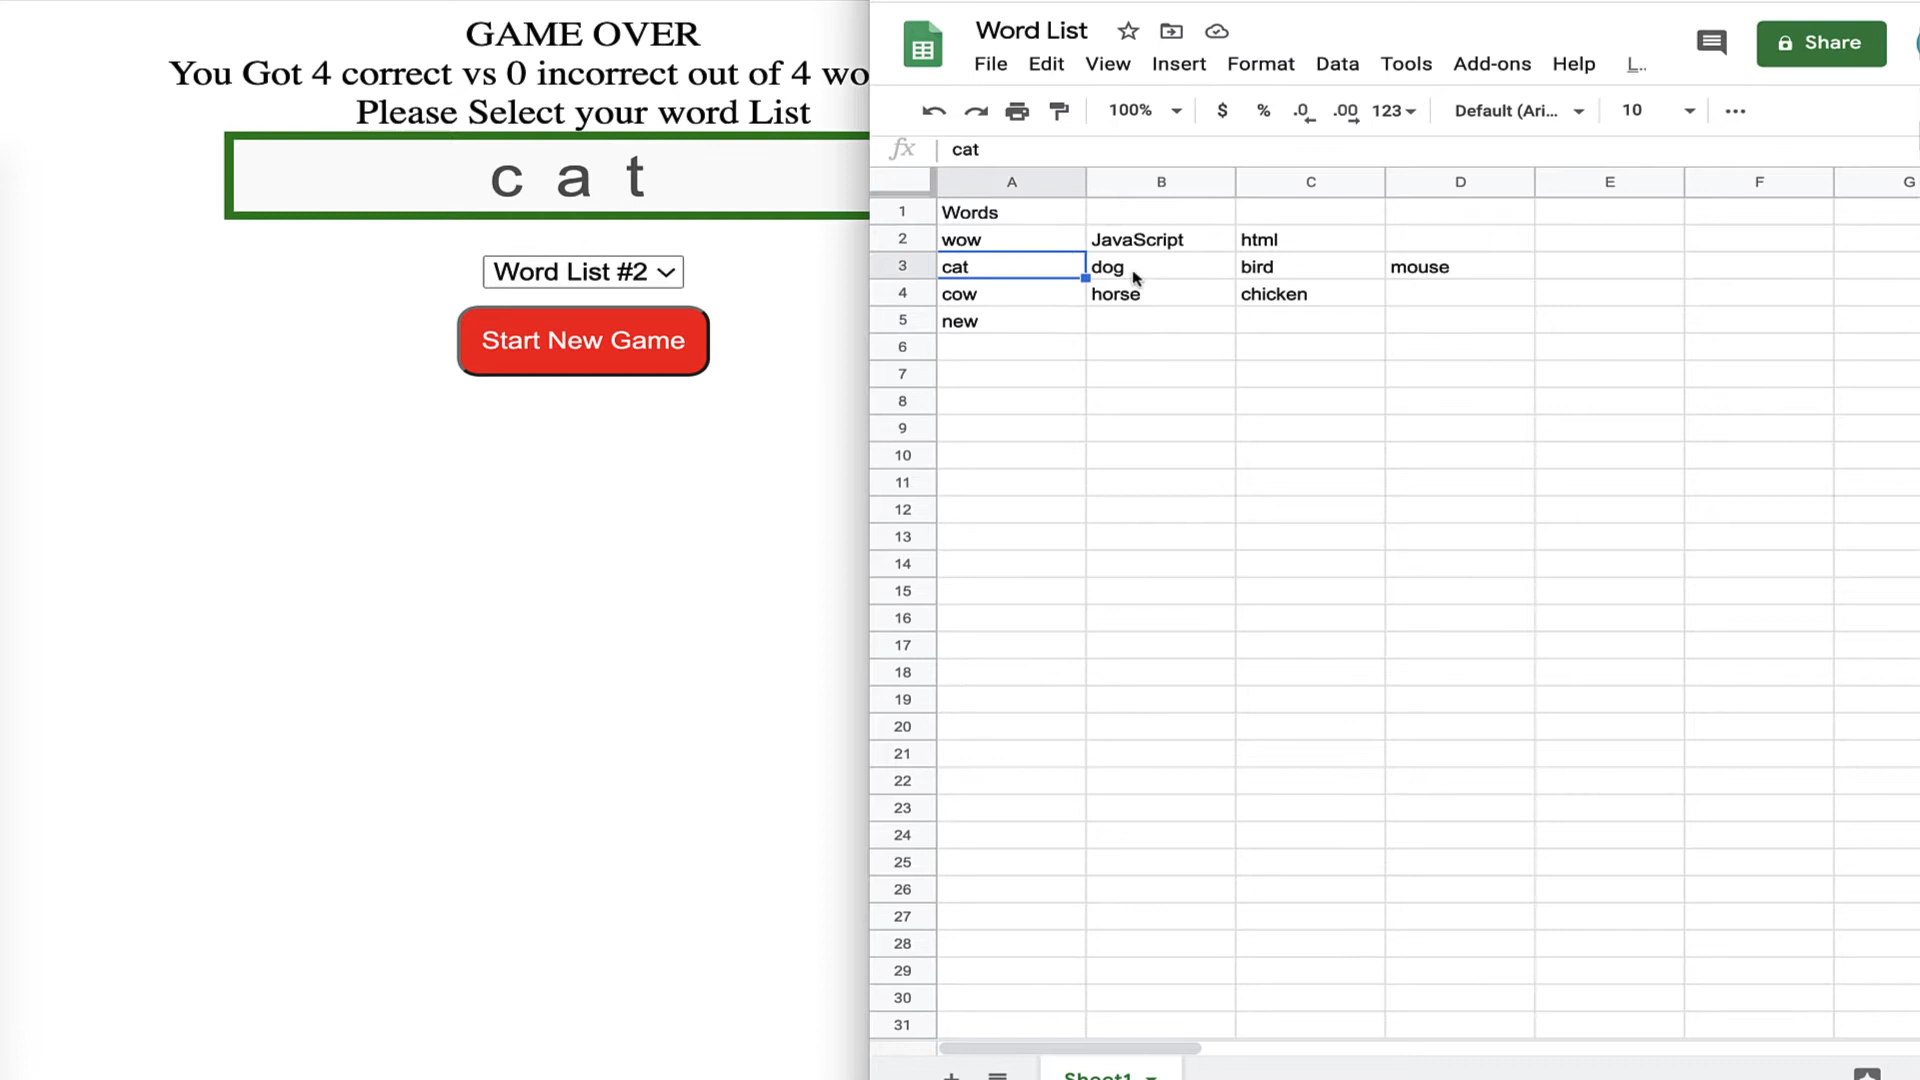 GAME OVER
You Got 4 correct vs 0 incorrect out of 4 wo
Please Select your word List
c a t
Word List #2
Start New Game
Word List
Share
File Edit View Insert Format Data Tools Add-ons Help L..
100% $ % .0 .00 123 Default (Ari... 10
fx cat
A B C D E F G
1 Words
2 wow JavaScript html
3 cat dog bird mouse
4 cow horse chicken
5 new
6
7
8
9
10
11
12
13
14
15
16
17
18
19
20
21
22
23
24
25
26
27
28
29
30
31
Sheet1